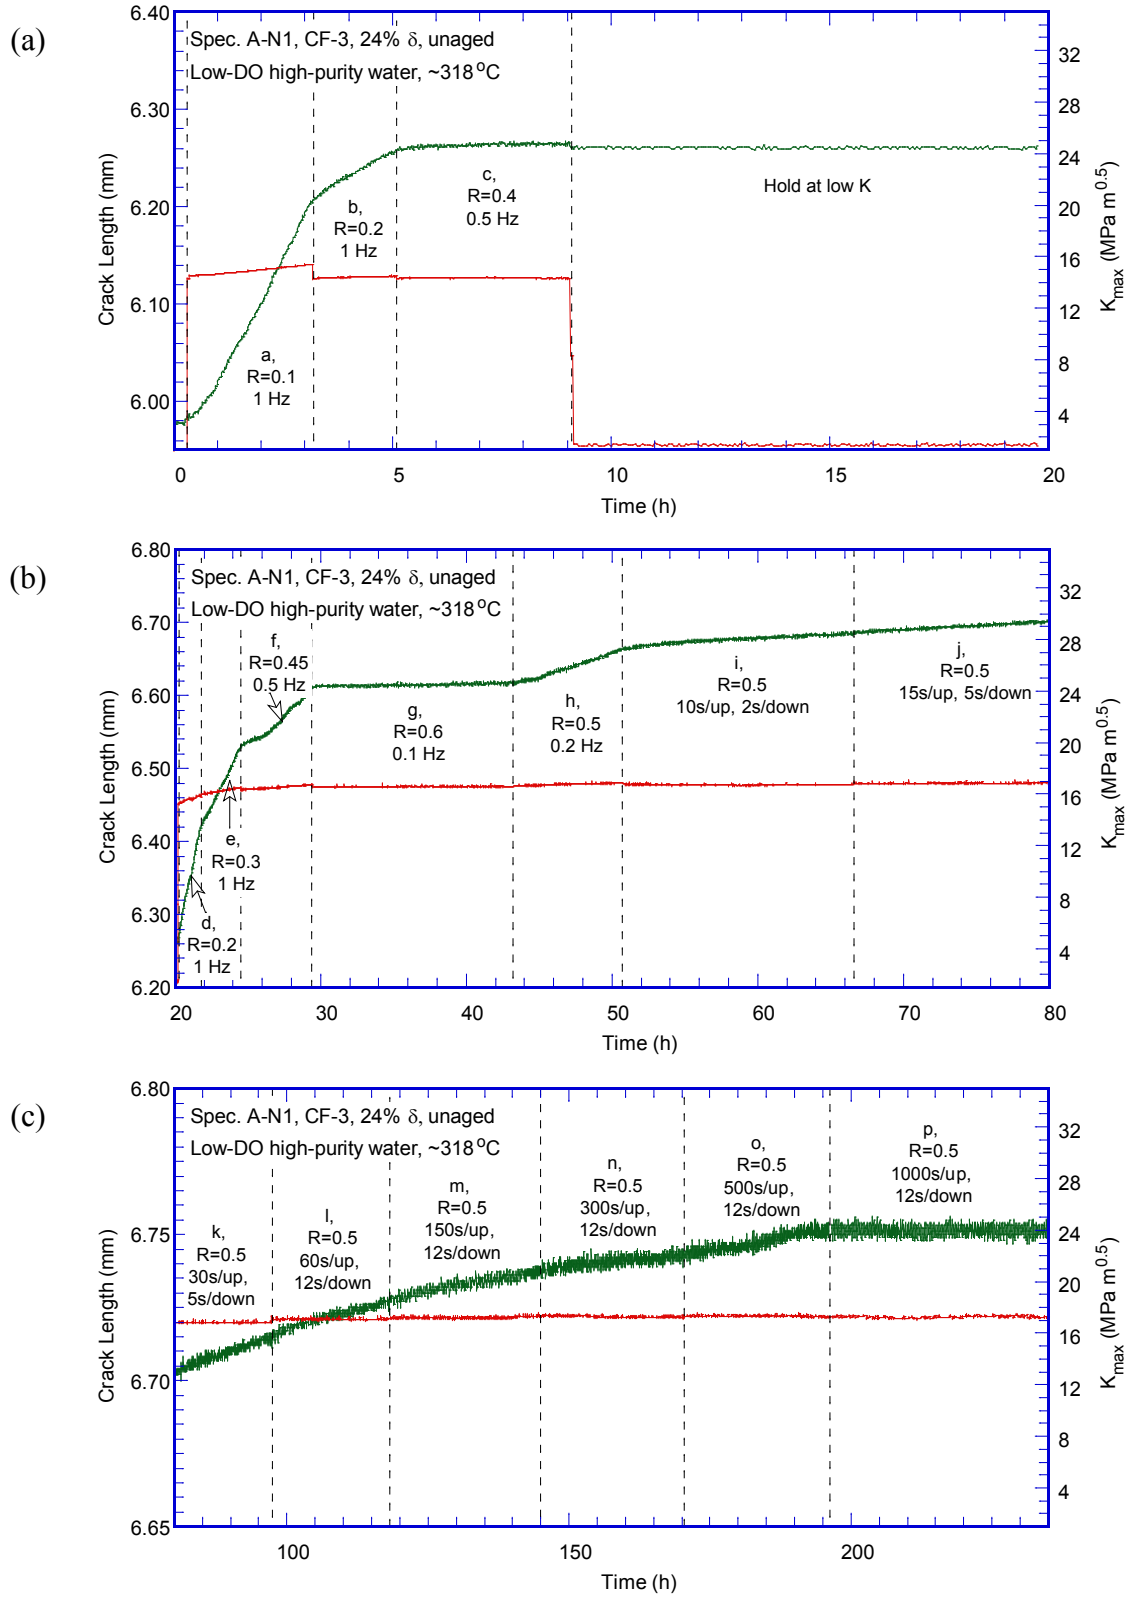 (a)
6.40
6.30
6.20
6.10
6.00
Crack Length (mm)
Spec. A-N1, CF-3, 24% δ, unaged
Low-DO high-purity water, ~318°C
a,
R=0.1
1 Hz
b,
R=0.2
1 Hz
c,
R=0.4
0.5 Hz
Hold at low K
32
28
24
20
16
12
8
4
K_max (MPa m^0.5)
0
5
10
15
20
Time (h)
(b)
6.80
6.70
6.60
6.50
6.40
6.30
6.20
Crack Length (mm)
Spec. A-N1, CF-3, 24% δ, unaged
Low-DO high-purity water, ~318°C
d,
R=0.2
1 Hz
e,
R=0.3
1 Hz
f,
R=0.45
0.5 Hz
g,
R=0.6
0.1 Hz
h,
R=0.5
0.2 Hz
i,
R=0.5
10s/up, 2s/down
j,
R=0.5
15s/up, 5s/down
32
28
24
20
16
12
8
4
K_max (MPa m^0.5)
20
30
40
50
60
70
80
Time (h)
(c)
6.80
6.75
6.70
6.65
Crack Length (mm)
Spec. A-N1, CF-3, 24% δ, unaged
Low-DO high-purity water, ~318°C
k,
R=0.5
30s/up,
5s/down
l,
R=0.5
60s/up,
12s/down
m,
R=0.5
150s/up,
12s/down
n,
R=0.5
300s/up,
12s/down
o,
R=0.5
500s/up,
12s/down
p,
R=0.5
1000s/up,
12s/down
32
28
24
20
16
12
8
4
K_max (MPa m^0.5)
100
150
200
Time (h)